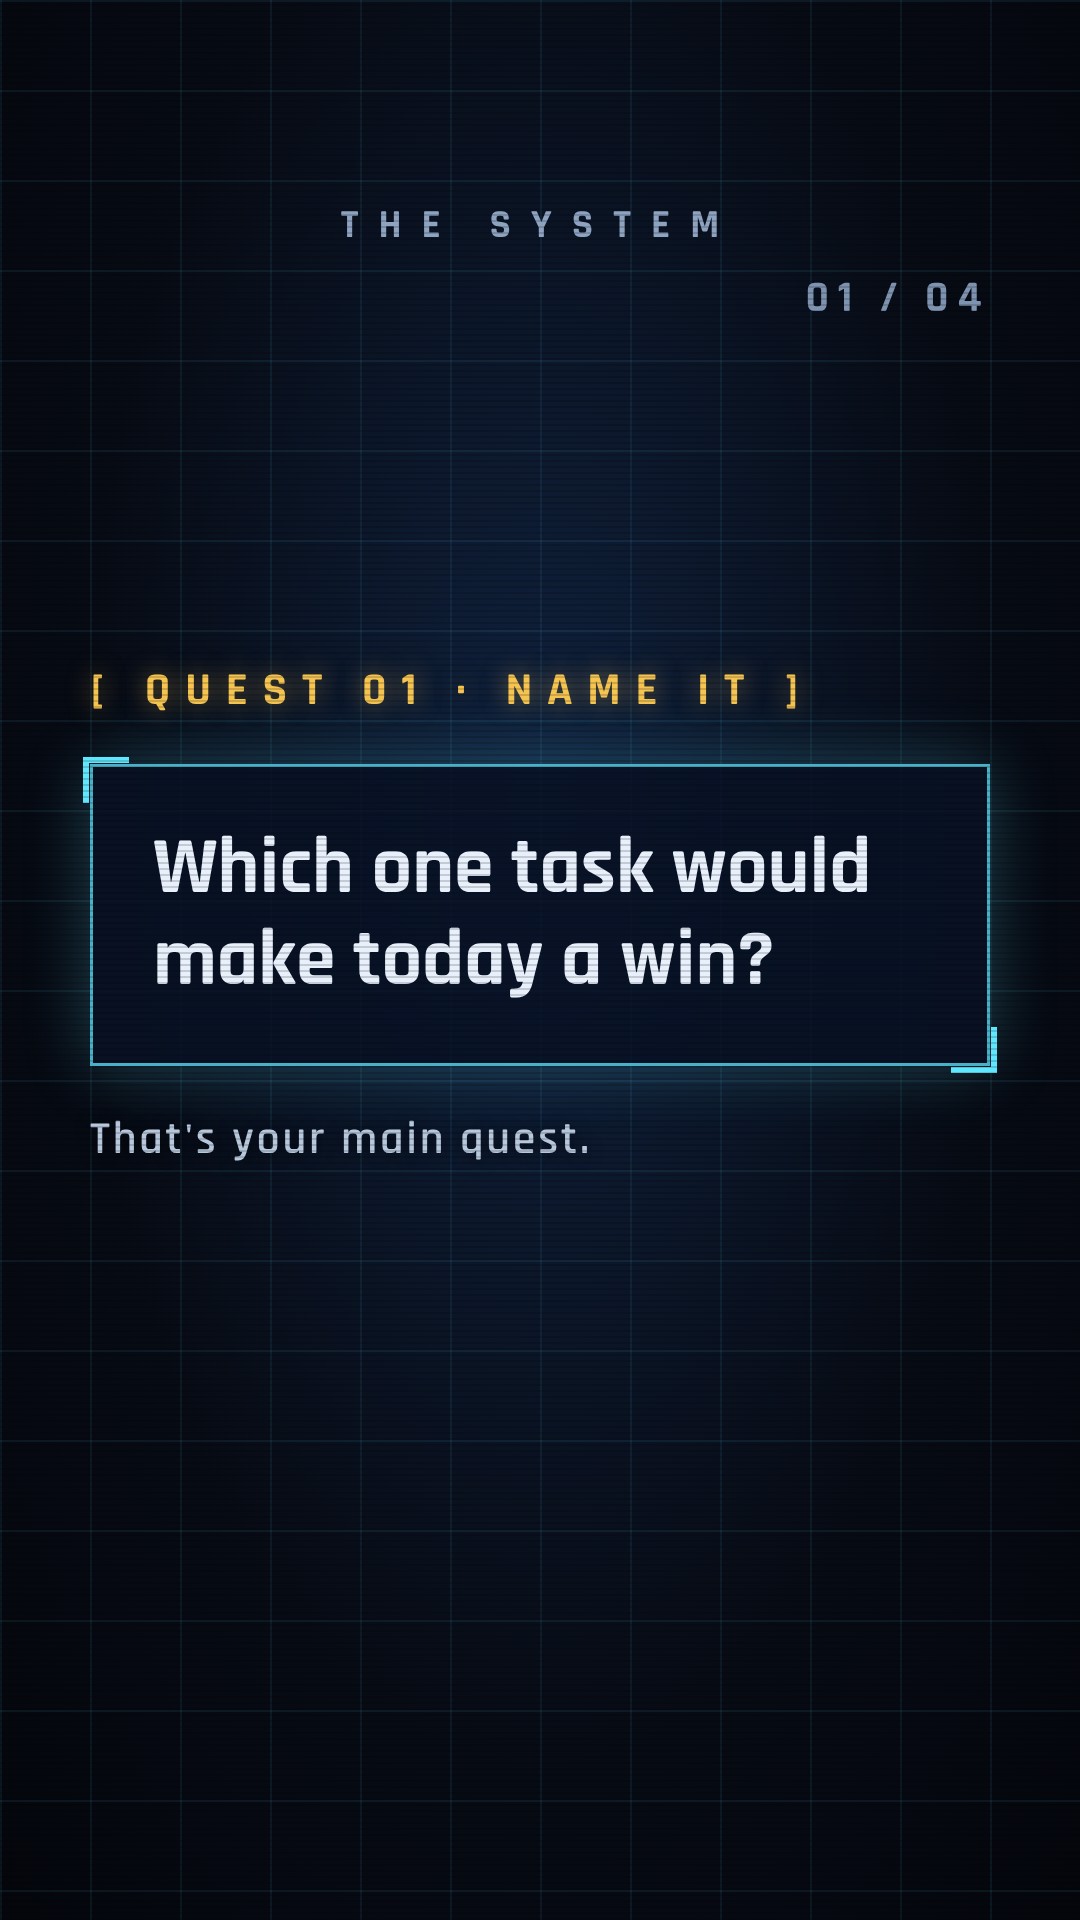 THE SYSTEM
01 / 04
[ QUEST 01 · NAME IT ]
Which one task would
make today a win?
That's your main quest.